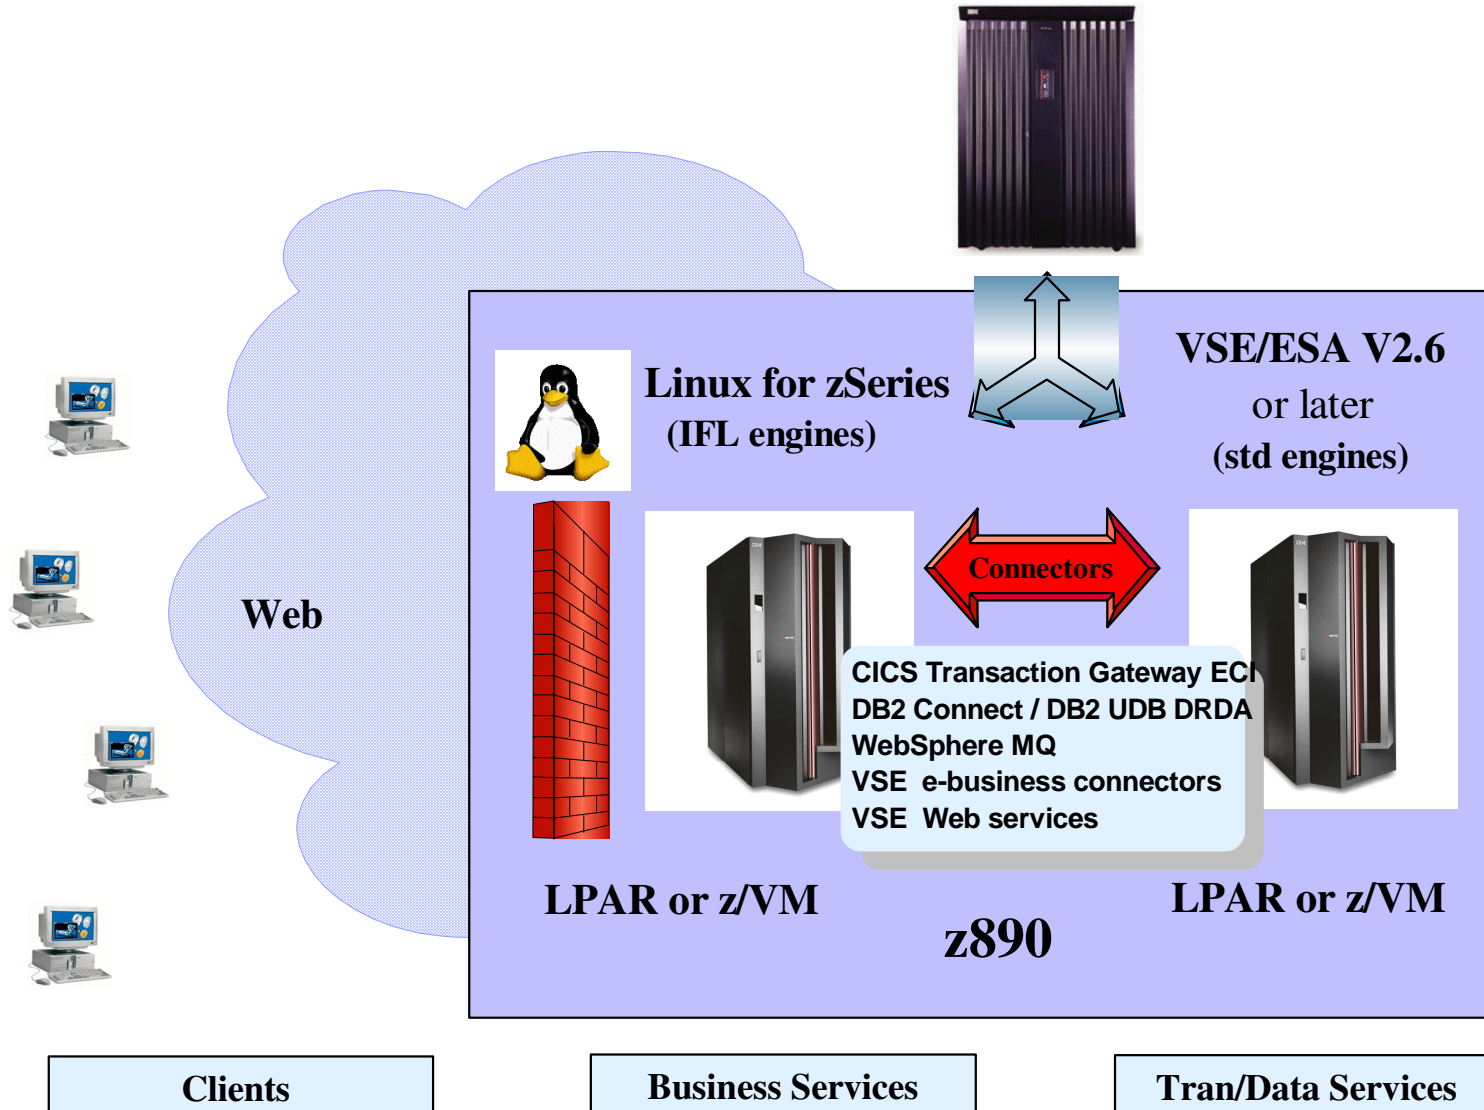 VSE/ESA V2.6
or later
(std engines)
Linux for zSeries
(IFL engines)
Connectors
Web
CICS Transaction Gateway ECI
DB2 Connect / DB2 UDB DRDA
WebSphere MQ
VSE  e-business connectors
VSE  Web services
LPAR or z/VM
LPAR or z/VM
z890
Clients
Business Services
Tran/Data Services